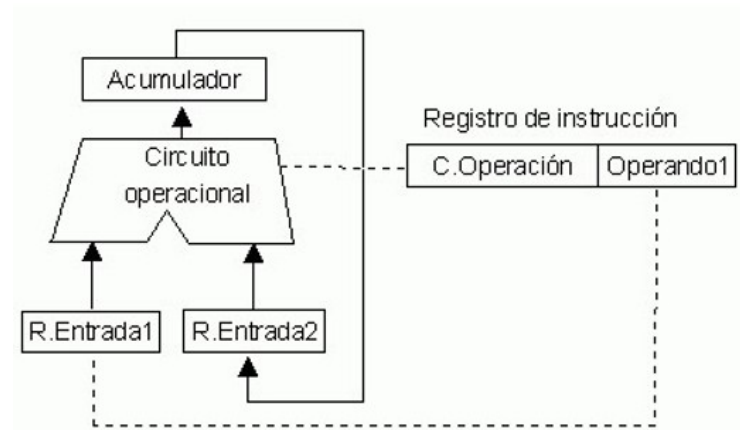 Acumulador
Registro de instrucción
Circuito
operacional
C.Operación
Operando1
R.Entrada1
R.Entrada2